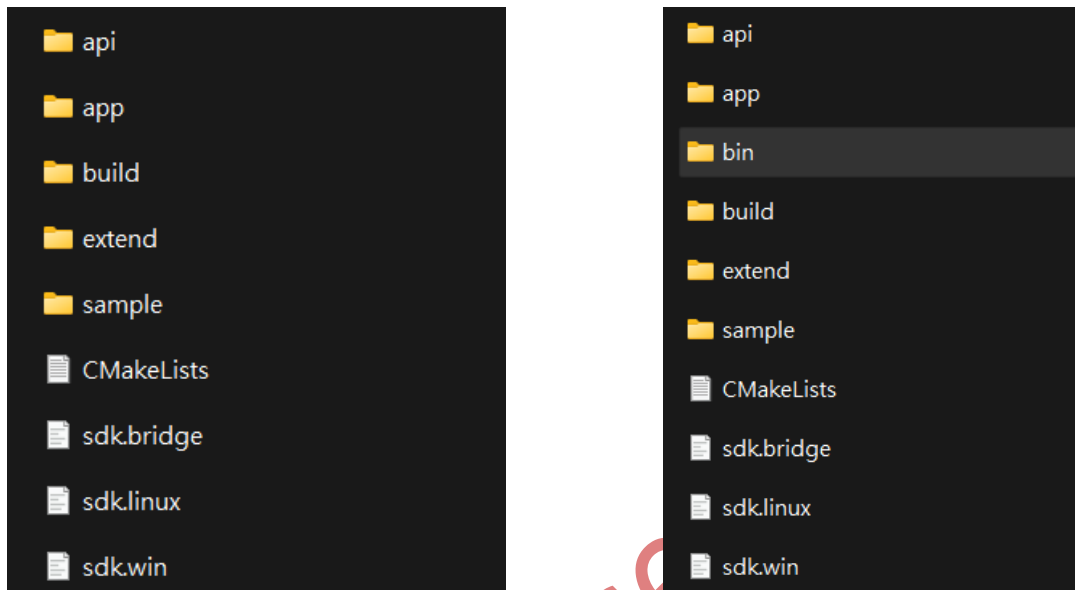 api
app
build
extend
sample
CMakeLists
sdk.bridge
sdk.linux
sdk.win
api
app
bin
build
extend
sample
CMakeLists
sdk.bridge
sdk.linux
sdk.win